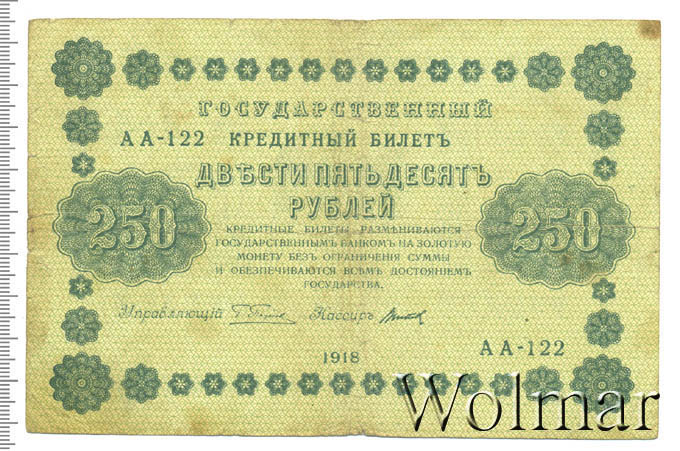 ГОСУДАРСТВЕННЫЙ
АА-122 КРЕДИТНЫЙ БИЛЕТЪ
ДВѢСТИ ПЯТЬДЕСЯТЪ
РУБЛЕЙ
250
250
КРЕДИТНЫЕ БИЛЕТЫ РАЗМѢНИВАЮТСЯ
ГОСУДАРСТВЕННЫМЪ БАНКОМЪ НА ЗОЛОТУЮ
МОНЕТУ БЕЗЪ ОГРАНИЧЕНІЯ СУММЫ
И ОБЕЗПЕЧИВАЮТСЯ ВСѢМЪ ДОСТОЯНІЕМЪ
ГОСУДАРСТВА.
Управляющій
Кассиръ
1918
АА-122
Wolmar